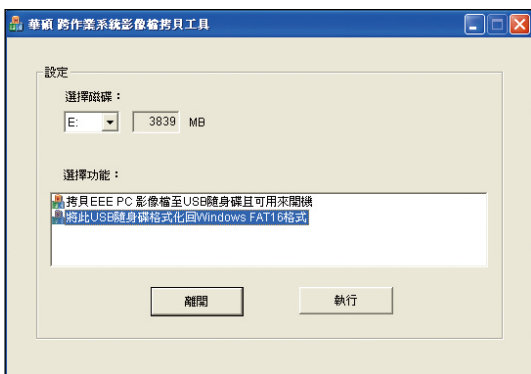 華碩 跨作業系統影像檔拷貝工具
設定
選擇磁碟：
E: 3839 MB
選擇功能：
拷貝EEE PC 影像檔至USB隨身碟且可用來開機
將此USB隨身碟格式化回Windows FAT16格式
離開 執行